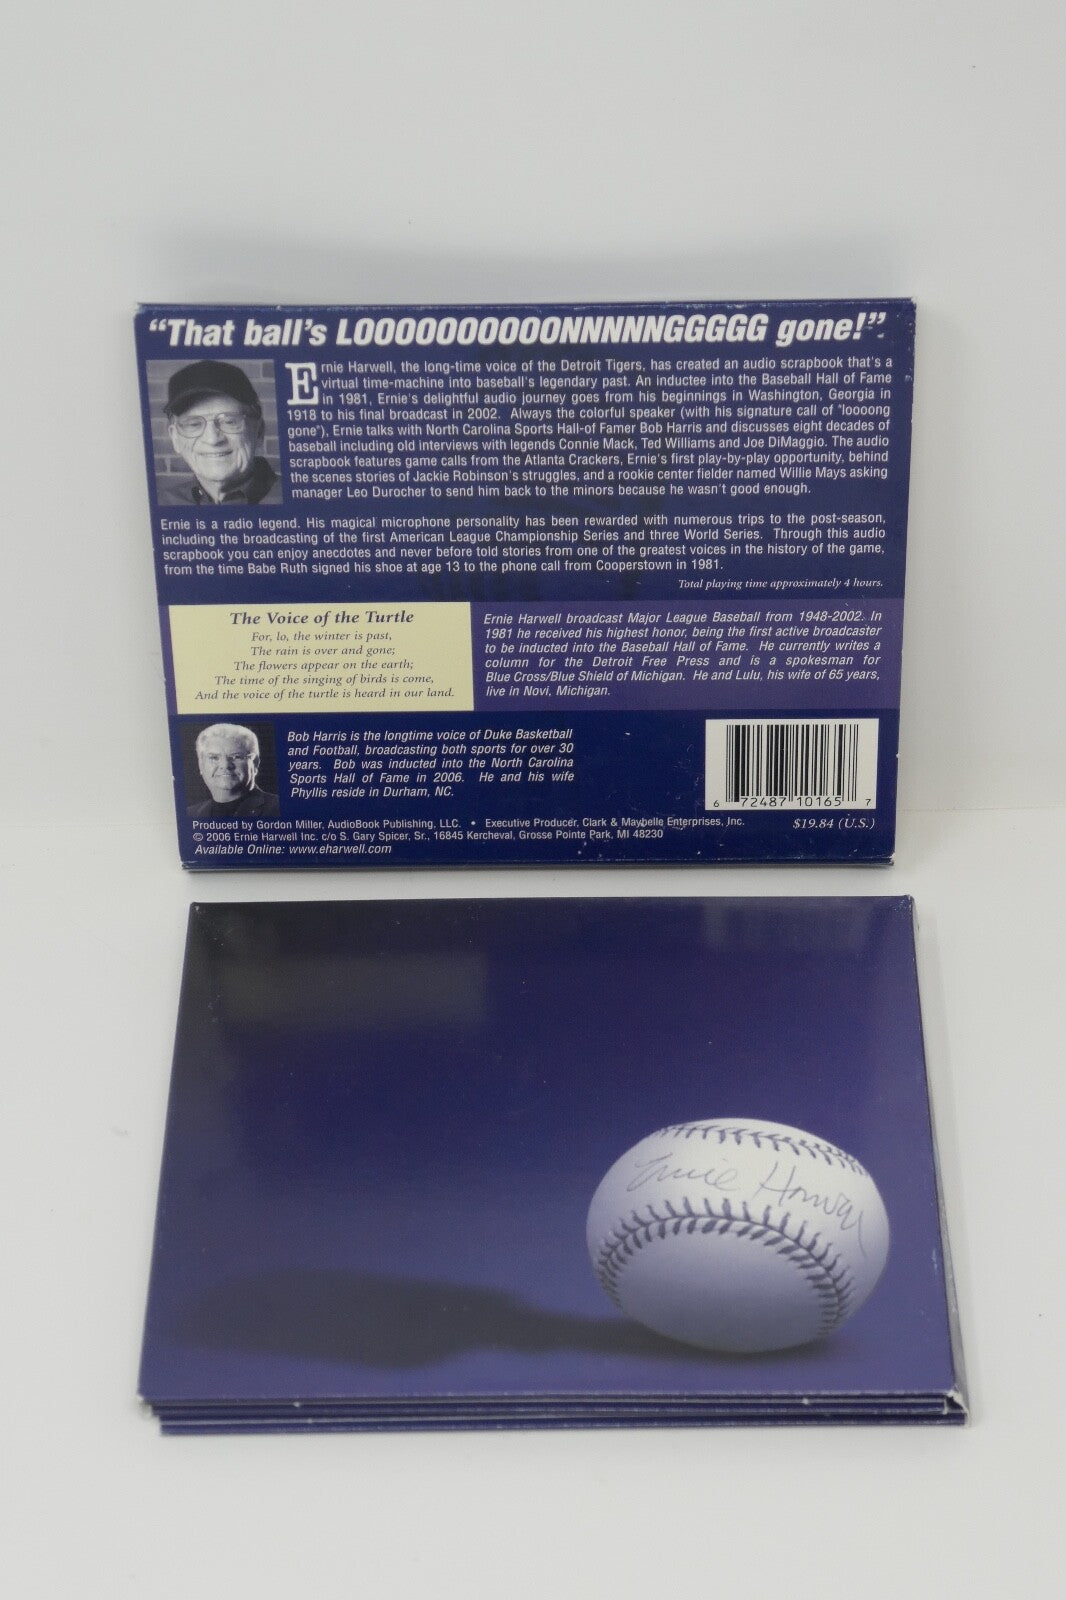 “That ball's LOOOOOOOOOONNNNNGGGGG gone!”
Ernie Harwell, the long-time voice of the Detroit Tigers, has created an audio scrapbook that's a
virtual time-machine into baseball's legendary past. An inductee into the Baseball Hall of Fame
in 1981, Ernie's delightful audio journey goes from his beginnings in Washington, Georgia in
1918 to his final broadcast in 2002. Always the colorful speaker (with his signature call of "loooong
gone"), Ernie talks with North Carolina Sports Hall-of Famer Bob Harris and discusses eight decades of
baseball including old interviews with legends Connie Mack, Ted Williams and Joe DiMaggio. The audio
scrapbook features game calls from the Atlanta Crackers, Ernie's first play-by-play opportunity, behind
the scenes stories of Jackie Robinson's struggles, and a rookie center fielder named Willie Mays asking
manager Leo Durocher to send him back to the minors because he wasn't good enough.
Ernie is a radio legend. His magical microphone personality has been rewarded with numerous trips to the post-season,
including the broadcasting of the first American League Championship Series and three World Series. Through this audio
scrapbook you can enjoy anecdotes and never before told stories from one of the greatest voices in the history of the game,
from the time Babe Ruth signed his shoe at age 13 to the phone call from Cooperstown in 1981.
Total playing time approximately 4 hours.
The Voice of the Turtle
For, lo, the winter is past,
The rain is over and gone;
The flowers appear on the earth;
The time of the singing of birds is come,
And the voice of the turtle is heard in our land.
Ernie Harwell broadcast Major League Baseball from 1948-2002. In
1981 he received his highest honor, being the first active broadcaster
to be inducted into the Baseball Hall of Fame. He currently writes a
column for the Detroit Free Press and is a spokesman for
Blue Cross/Blue Shield of Michigan. He and Lulu, his wife of 65 years,
live in Novi, Michigan.
Bob Harris is the longtime voice of Duke Basketball
and Football, broadcasting both sports for over 30
years. Bob was inducted into the North Carolina
Sports Hall of Fame in 2006. He and his wife
Phyllis reside in Durham, NC.
6 72487 10165 7
$19.84 (U.S.)
Produced by Gordon Miller, AudioBook Publishing, LLC. • Executive Producer, Clark & Maybelle Enterprises, Inc.
© 2006 Ernie Harwell Inc. c/o S. Gary Spicer, Sr., 16845 Kercheval, Grosse Pointe Park, MI 48230
Available Online: www.eharwell.com
Ernie Harwell